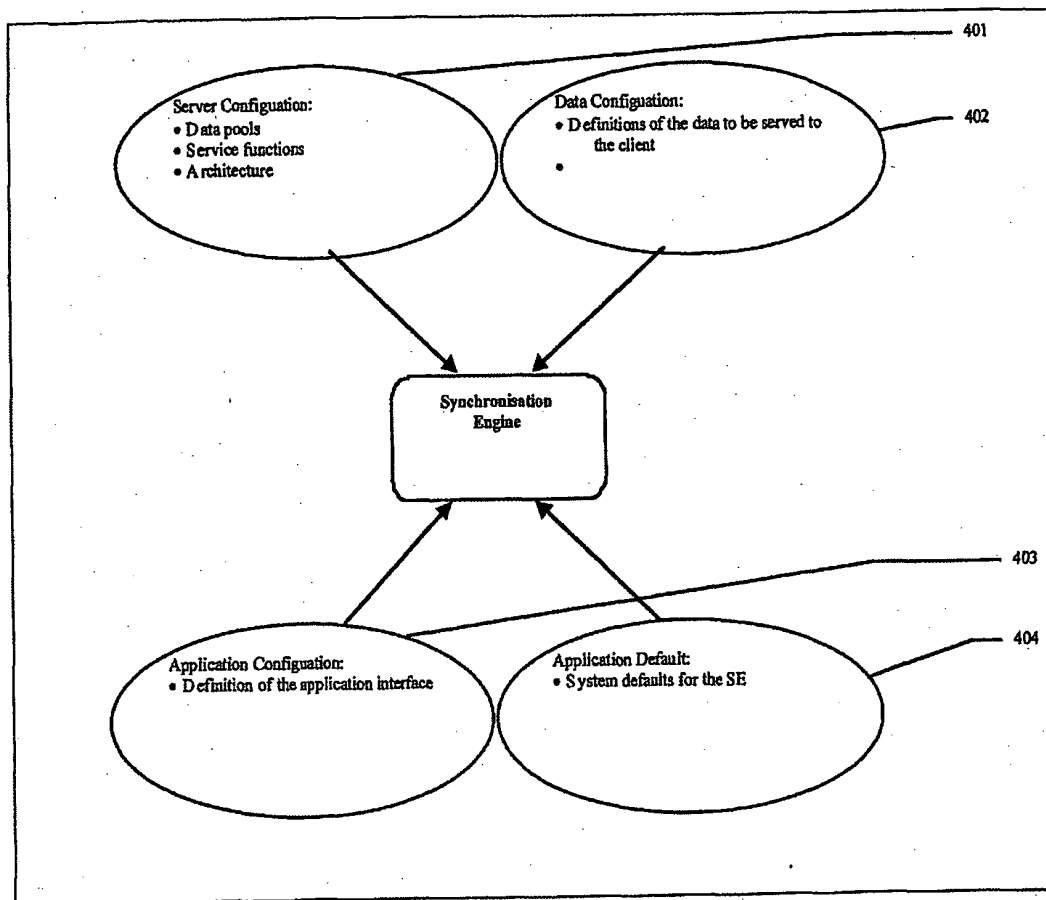 401
Server Configuation:
• Data pools
• Service functions
• Architecture
Data Configuation:
• Definitions of the data to be served to
the client
•
402
Synchronisation
Engine
403
Application Configuation:
• Definition of the application interface
Application Default:
• System defaults for the SE
404